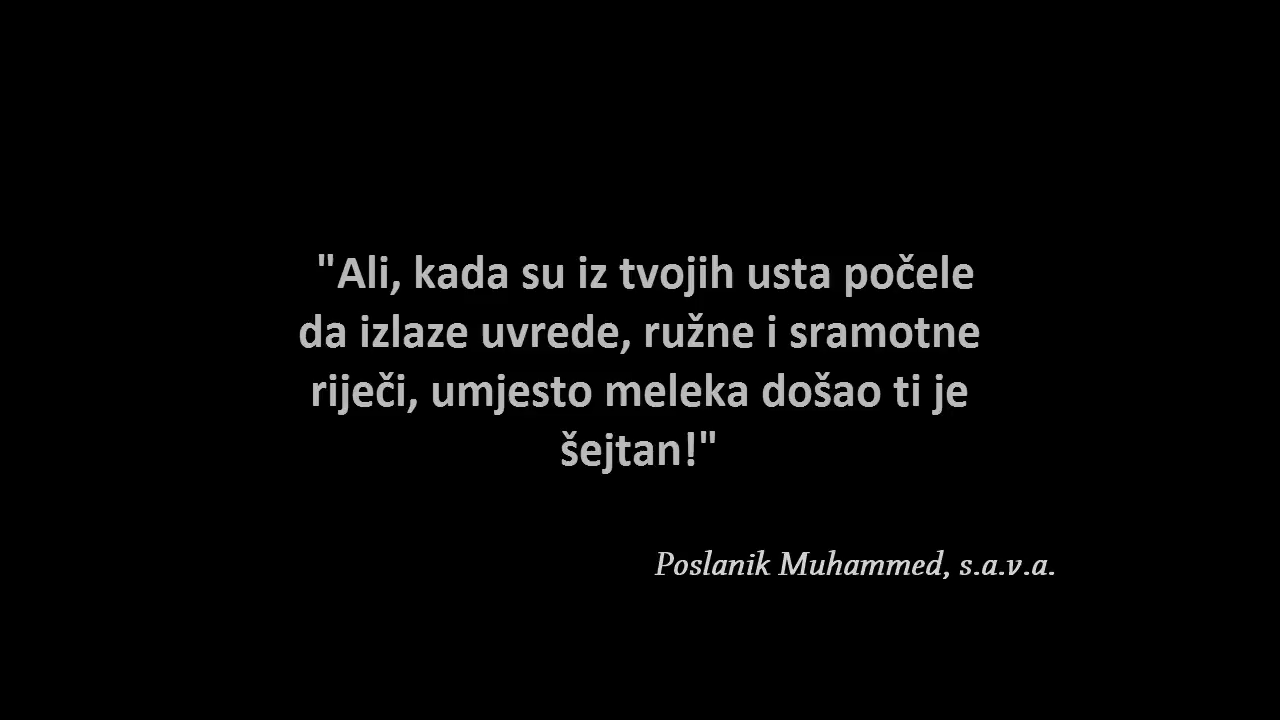 "Ali, kada su iz tvojih usta počele
da izlaze uvrede, ružne i sramotne
riječi, umjesto meleka došao ti je
šejtan!"
Poslanik Muhammed, s.a.v.a.